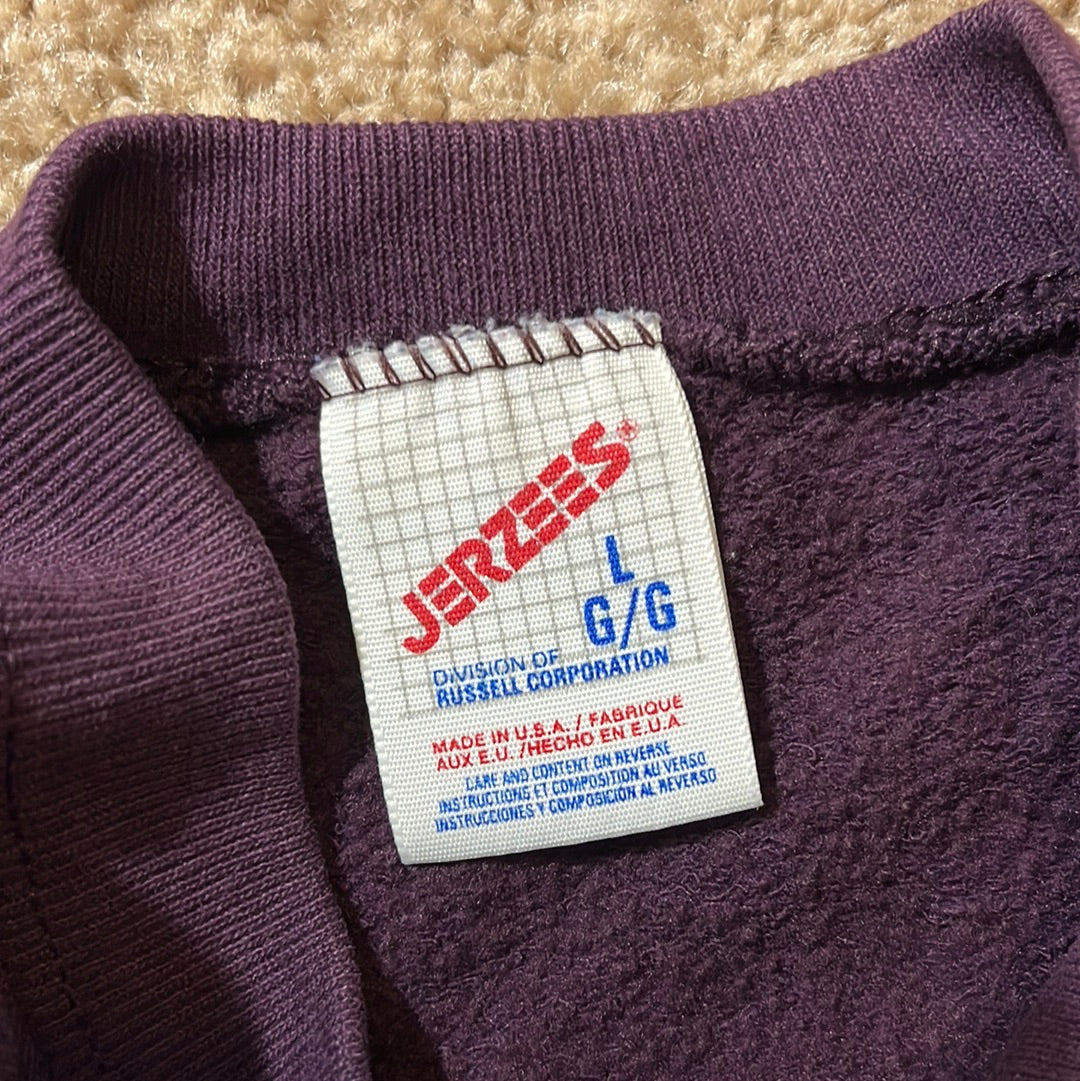 JERZEES®
L
G/G
DIVISION OF
RUSSELL CORPORATION
MADE IN U.S.A. / FABRIQUE
AUX E.U. /HECHO EN E.U.A.
CARE AND CONTENT ON REVERSE
INSTRUCTIONS ET COMPOSITION AU VERSO
INSTRUCCIONES Y COMPOSICION AL REVERSO